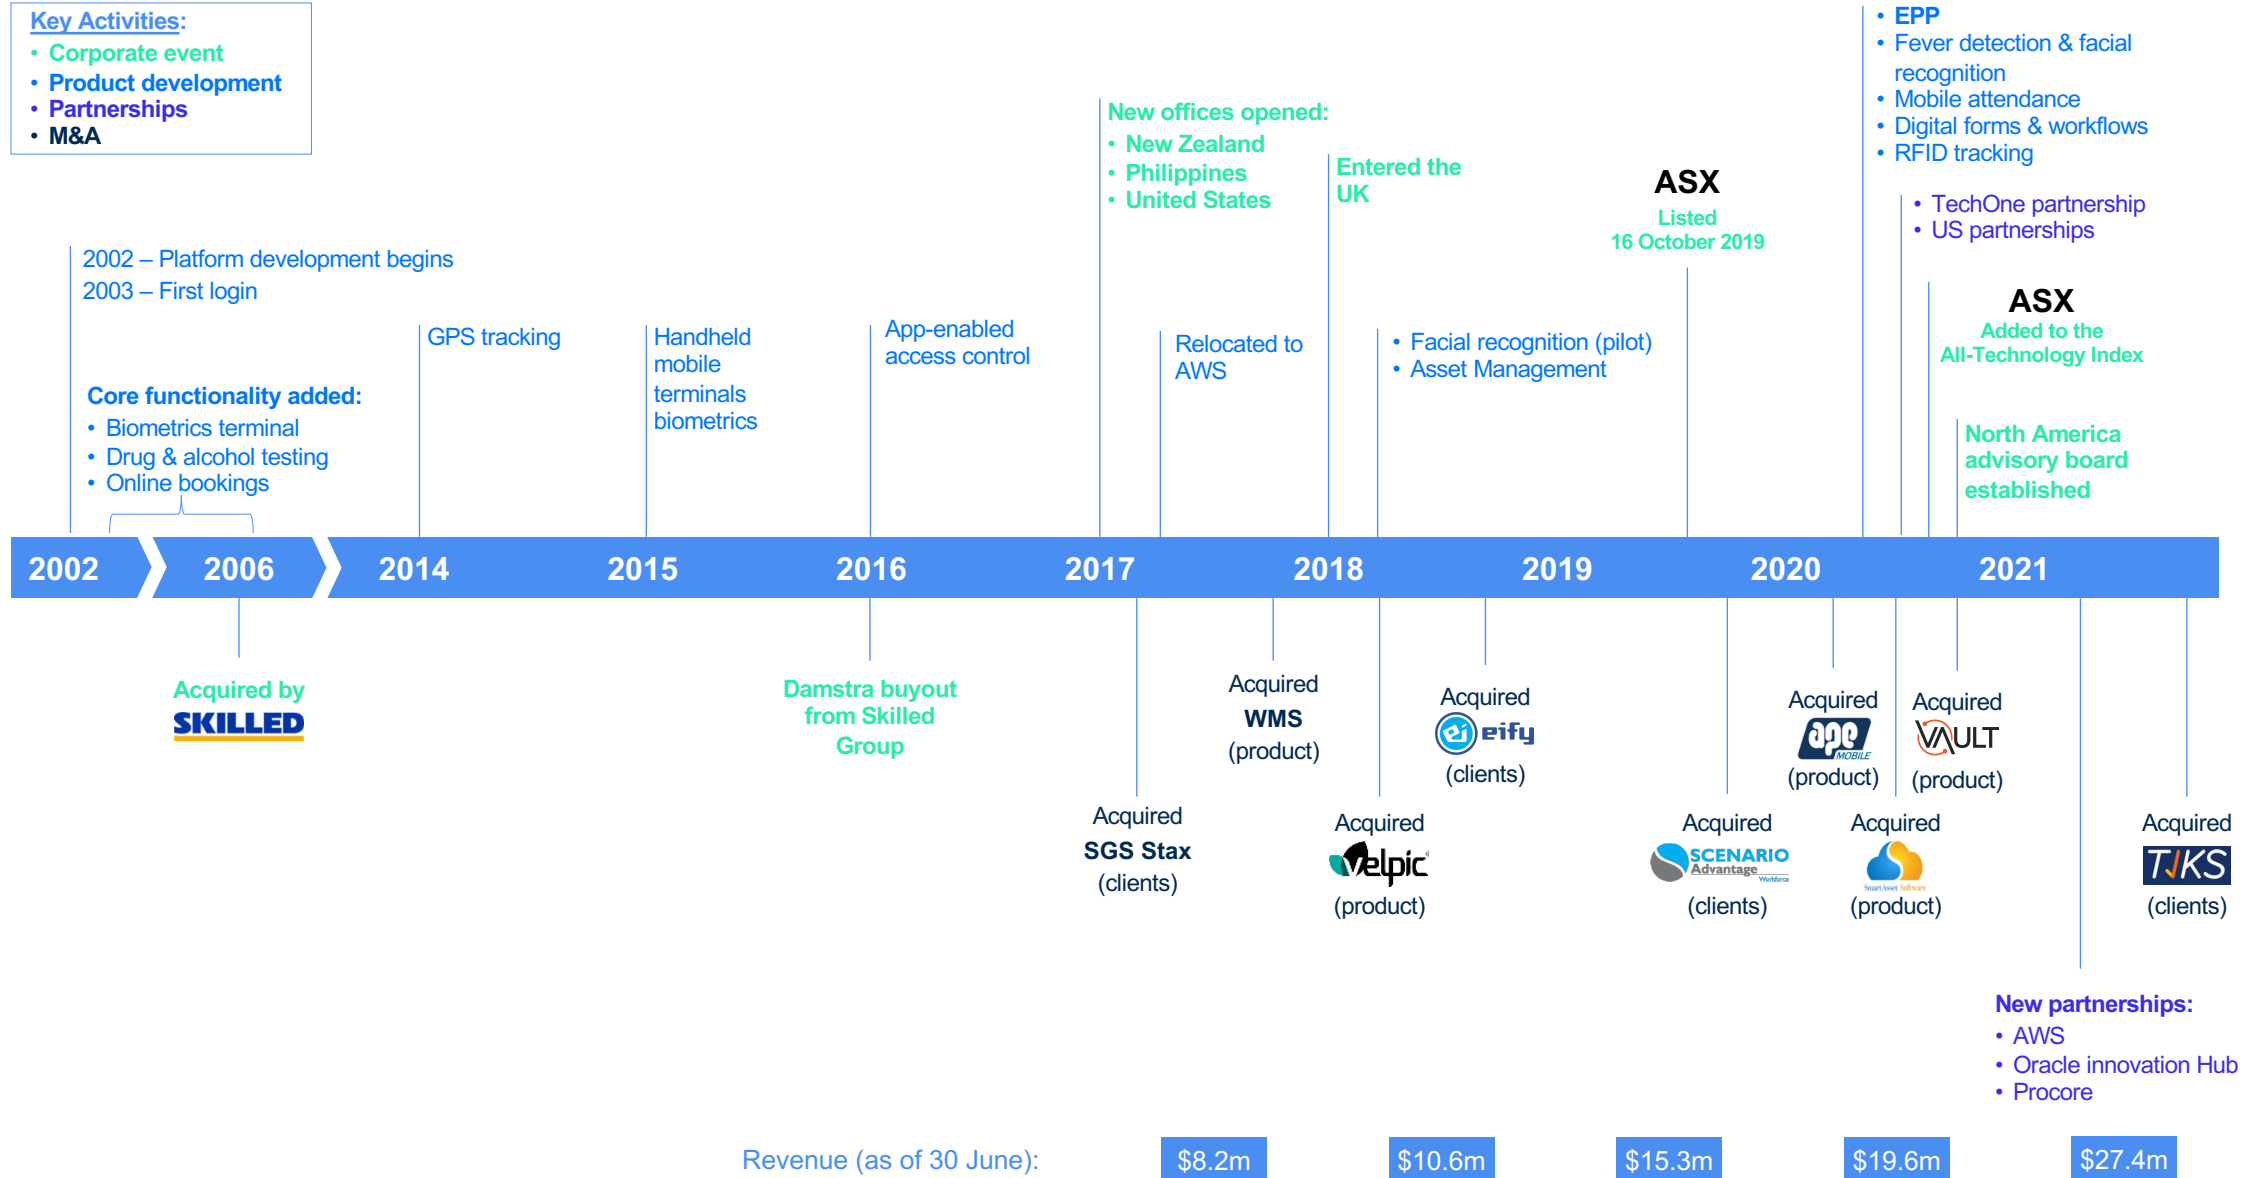 Key Activities:
• Corporate event
• Product development
• Partnerships
• M&A
2002 – Platform development begins
2003 – First login
Core functionality added:
• Biometrics terminal
• Drug & alcohol testing
• Online bookings
GPS tracking
Handheld
mobile
terminals
biometrics
App-enabled
access control
New offices opened:
• New Zealand
• Philippines
• United States
Relocated to
AWS
Entered the
UK
• Facial recognition (pilot)
• Asset Management
ASX
Listed
16 October 2019
• EPP
• Fever detection & facial
recognition
• Mobile attendance
• Digital forms & workflows
• RFID tracking
• TechOne partnership
• US partnerships
ASX
Added to the
All-Technology Index
North America
advisory board
established
2002
2006
2014
2015
2016
2017
2018
2019
2020
2021
Acquired by
SKILLED
Damstra buyout
from Skilled
Group
Acquired
SGS Stax
(clients)
Acquired
WMS
(product)
Acquired
velpic
(product)
Acquired
ei eify
(clients)
Acquired
SCENARIO
Advantage
Workforce
(clients)
Acquired
ape
MOBILE
(product)
Acquired
SmartAsset Software
(product)
Acquired
VAULT
(product)
New partnerships:
• AWS
• Oracle innovation Hub
• Procore
Acquired
TIKS
(clients)
Revenue (as of 30 June):
$8.2m
$10.6m
$15.3m
$19.6m
$27.4m